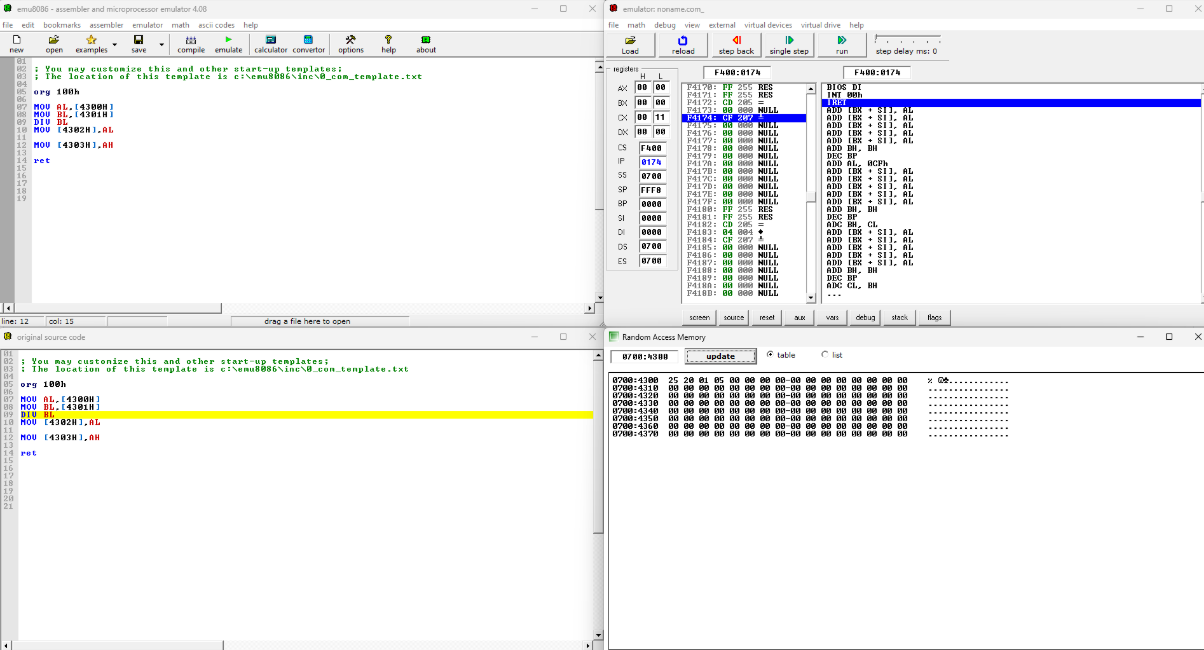 emu8086 - assembler and microprocessor emulator 4.08
file edit bookmarks assembler emulator math ascii codes help
new open examples save compile emulate calculator convertor options help about
01
02 ; You may customize this and other start-up templates;
03 ; The location of this template is c:\emu8086\inc\0_com_template.txt
04
05 org 100h
06
07 MOV AL,[4300H]
08 MOV BL,[4301H]
09 DIV BL
10 MOV [4302H],AL
11
12 MOV [4303H],AH
13
14 ret
15
16
17
18
19
line: 12 col: 15 drag a file here to open
original source code
01
02 ; You may customize this and other start-up templates;
03 ; The location of this template is c:\emu8086\inc\0_com_template.txt
04
05 org 100h
06
07 MOV AL,[4300H]
08 MOV BL,[4301H]
09 DIV BL
10 MOV [4302H],AL
11
12 MOV [4303H],AH
13
14 ret
15
16
17
18
19
20
21
emulator: noname.com_
file math debug view external virtual devices virtual drive help
Load reload step back single step run step delay ms: 0
registers F400:0174 F400:0174
H L
AX 00 00
BX 00 00
CX 00 11
DX 00 00
CS F400
IP 0174
SS 0700
SP FFF8
BP 0000
SI 0000
DI 0000
DS 0700
ES 0700
F4170: FF 255 RES
F4171: FF 255 RES
F4172: CD 205 =
F4173: 00 000 NULL
F4174: CF 207 ╧
F4175: 00 000 NULL
F4176: 00 000 NULL
F4177: 00 000 NULL
F4178: 00 000 NULL
F4179: 00 000 NULL
F417A: 00 000 NULL
F417B: 00 000 NULL
F417C: 00 000 NULL
F417D: 00 000 NULL
F417E: 00 000 NULL
F417F: 00 000 NULL
F4180: FF 255 RES
F4181: FF 255 RES
F4182: CD 205 =
F4183: 04 004 ♦
F4184: CF 207 ╧
F4185: 00 000 NULL
F4186: 00 000 NULL
F4187: 00 000 NULL
F4188: 00 000 NULL
F4189: 00 000 NULL
F418A: 00 000 NULL
F418B: 00 000 NULL
BIOS DI
INT 00h
IRET
ADD [BX + SI], AL
ADD [BX + SI], AL
ADD [BX + SI], AL
ADD [BX + SI], AL
ADD [BX + SI], AL
ADD BH, BH
DEC BP
ADD AL, 0CFh
ADD [BX + SI], AL
ADD [BX + SI], AL
ADD [BX + SI], AL
ADD [BX + SI], AL
ADD [BX + SI], AL
ADD BH, BH
DEC BP
ADC BH, CL
ADD [BX + SI], AL
ADD [BX + SI], AL
ADD [BX + SI], AL
ADD [BX + SI], AL
ADD [BX + SI], AL
ADD BH, BH
DEC BP
ADC CL, BH
...
screen source reset aux vars debug stack flags
Random Access Memory
0700:4300 update table list
0700:4300 25 20 01 05 00 00 00 00-00 00 00 00 00 00 00 00 % ☺♣............
0700:4310 00 00 00 00 00 00 00 00-00 00 00 00 00 00 00 00 ................
0700:4320 00 00 00 00 00 00 00 00-00 00 00 00 00 00 00 00 ................
0700:4330 00 00 00 00 00 00 00 00-00 00 00 00 00 00 00 00 ................
0700:4340 00 00 00 00 00 00 00 00-00 00 00 00 00 00 00 00 ................
0700:4350 00 00 00 00 00 00 00 00-00 00 00 00 00 00 00 00 ................
0700:4360 00 00 00 00 00 00 00 00-00 00 00 00 00 00 00 00 ................
0700:4370 00 00 00 00 00 00 00 00-00 00 00 00 00 00 00 00 ................